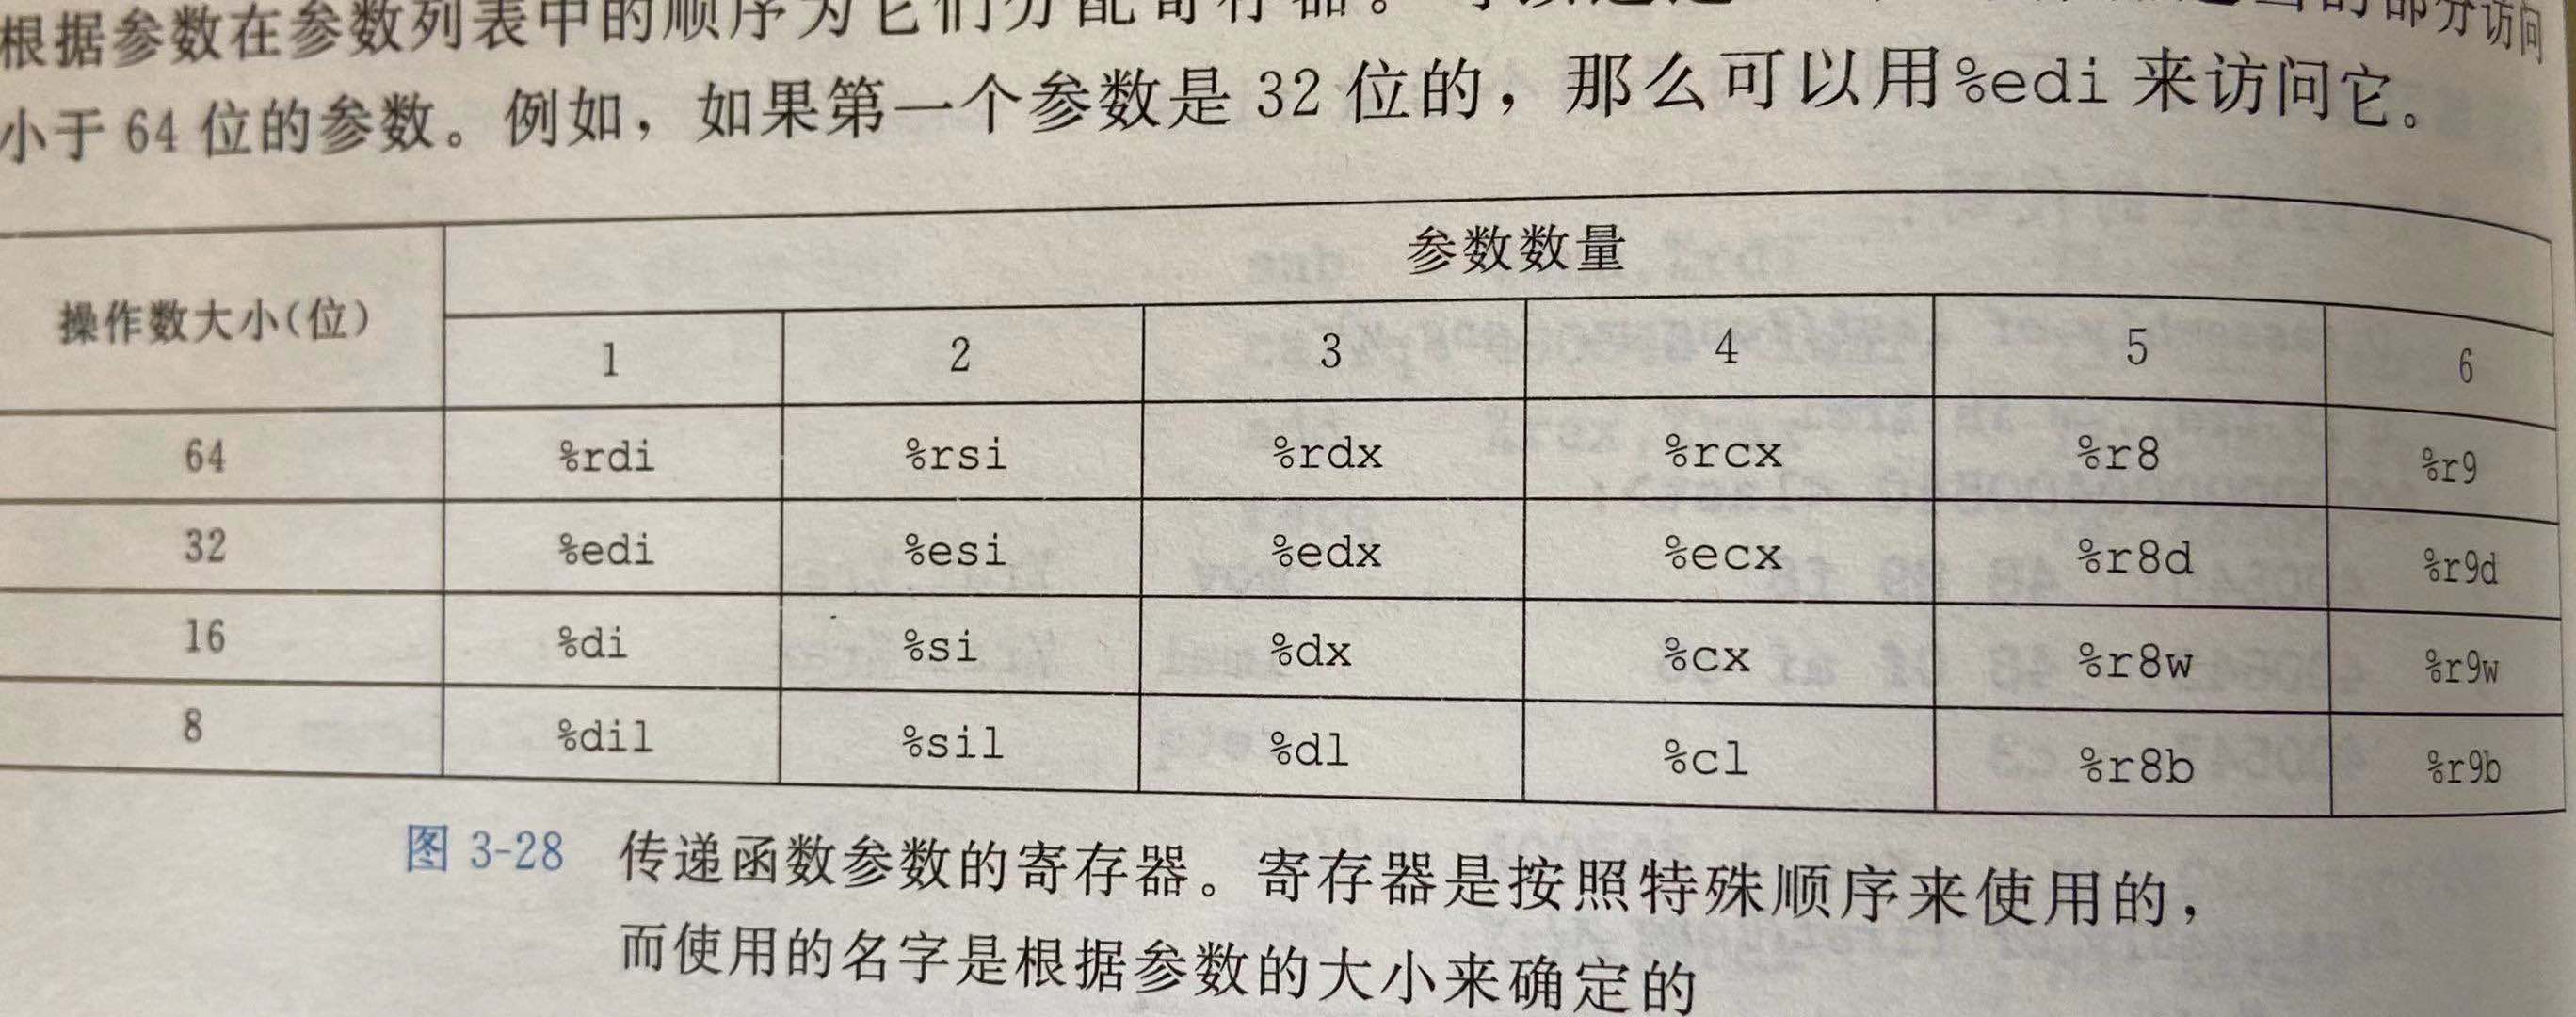 根据参数在参数列表中的顺序为它们分配寄存器。
的部分访问
小于 64 位的参数。例如，如果第一个参数是 32 位的，那么可以用%edi 来访问它。
参数数量
操作数大小(位)
1 2 3 4 5 6
64 %rdi %rsi %rdx %rcx %r8 %r9
32 %edi %esi %edx %ecx %r8d %r9d
16 %di %si %dx %cx %r8w %r9w
8 %dil %sil %dl %cl %r8b %r9b
图 3-28 传递函数参数的寄存器。寄存器是按照特殊顺序来使用的，
而使用的名字是根据参数的大小来确定的